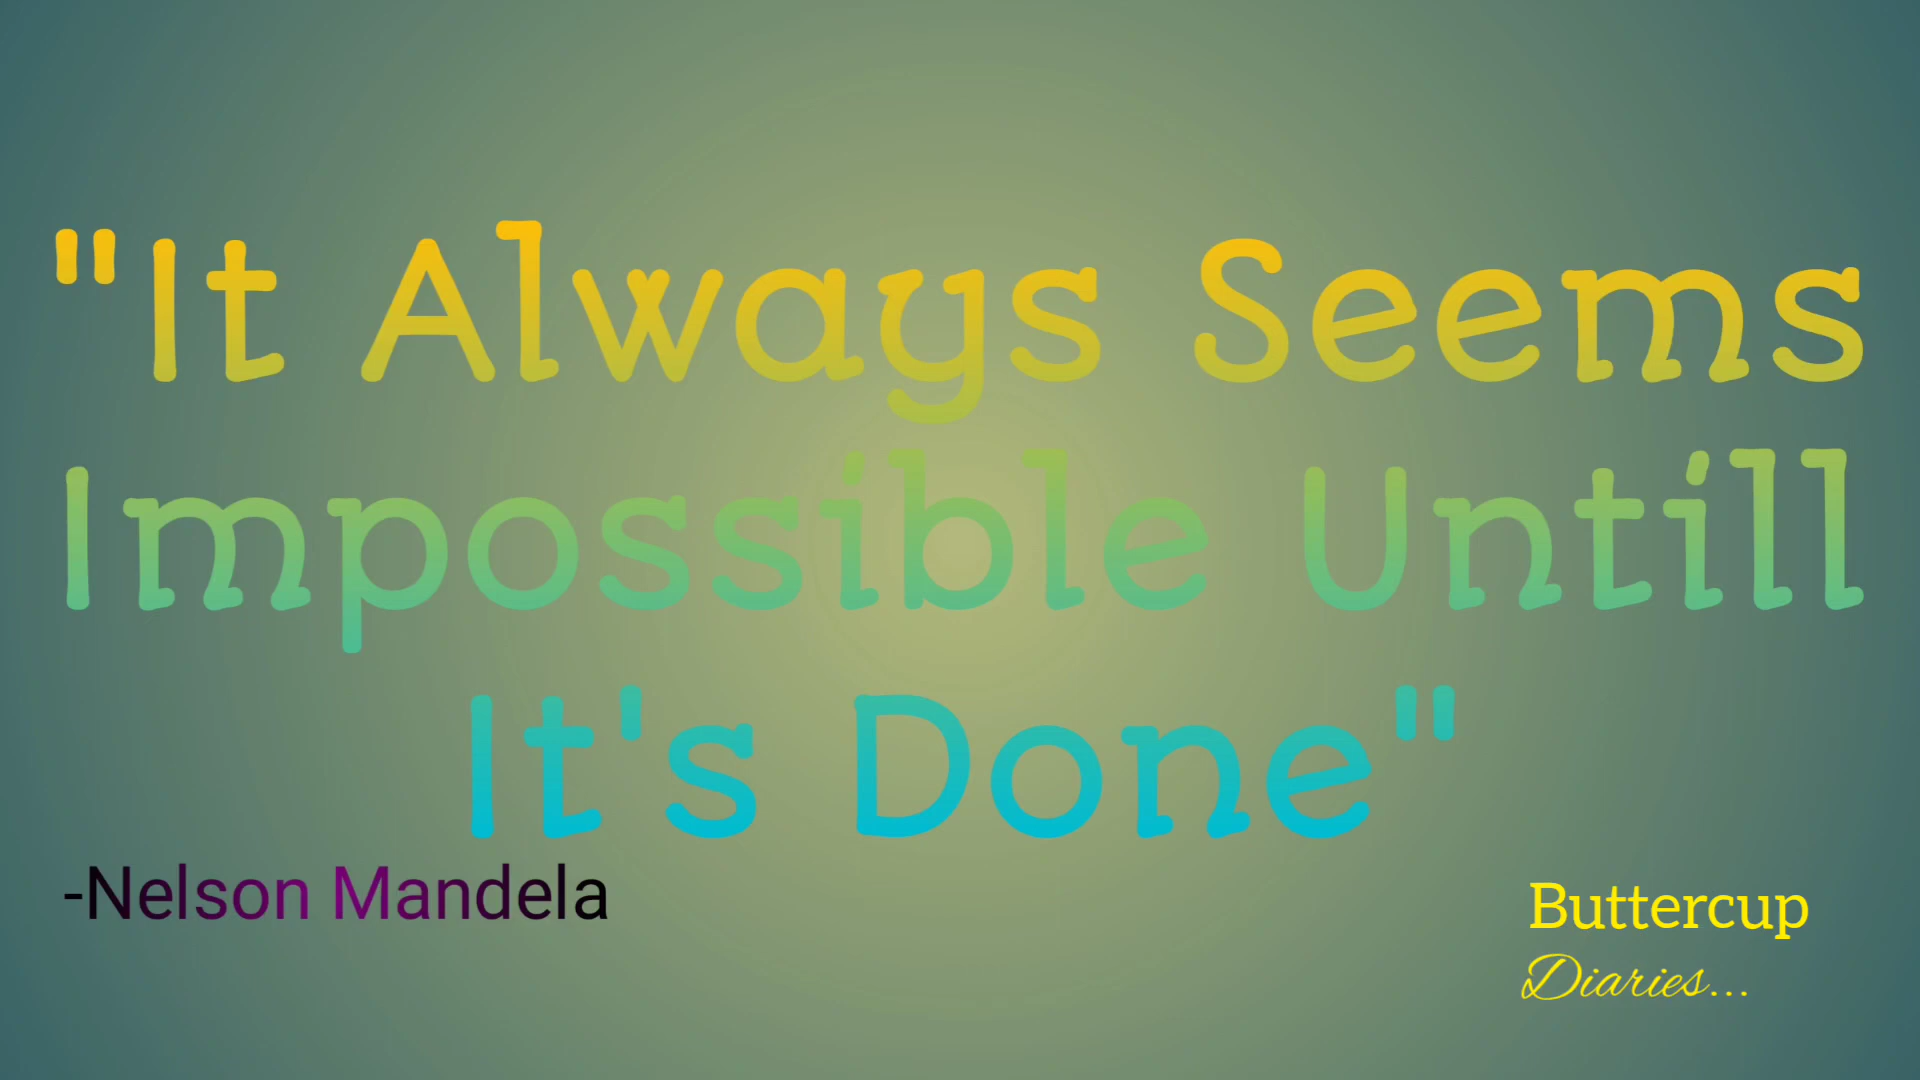 "It Always Seems
Impossible Untill
It's Done"
-Nelson Mandela
Buttercup
Diaries...